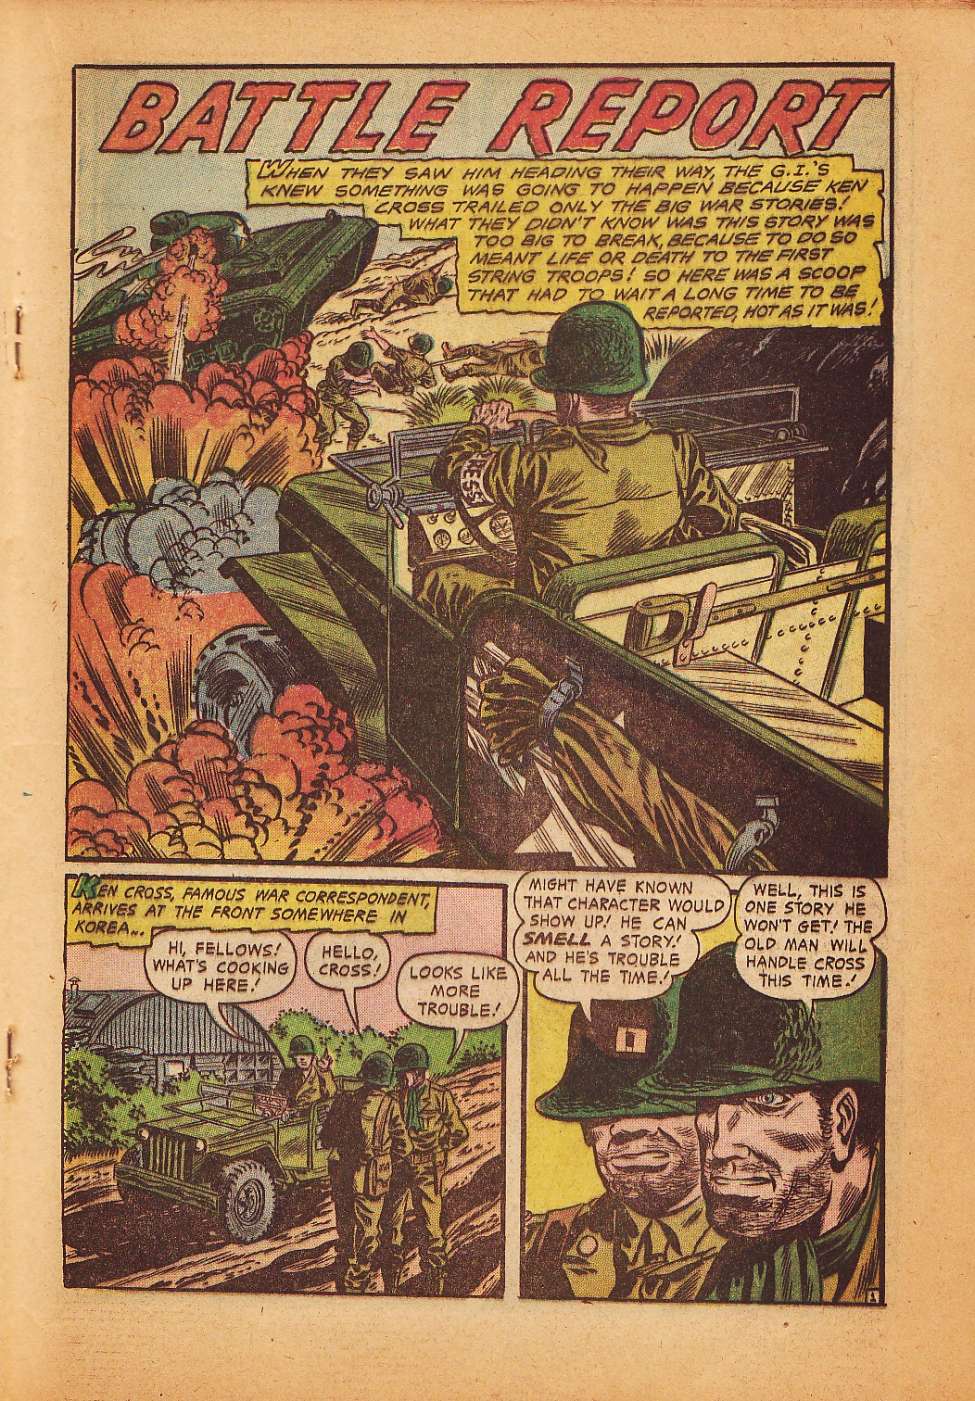 BATTLE REPORT
WHEN THEY SAW HIM HEADING THEIR WAY, THE G.I.'S
KNEW SOMETHING WAS GOING TO HAPPEN BECAUSE KEN
CROSS TRAILED ONLY THE BIG WAR STORIES!
WHAT THEY DIDN'T KNOW WAS THIS STORY WAS
TOO BIG TO BREAK, BECAUSE TO DO SO
MEANT LIFE OR DEATH TO THE FIRST
STRING TROOPS! SO HERE WAS A SCOOP
THAT HAD TO WAIT A LONG TIME TO BE
REPORTED, HOT AS IT WAS!
PRESS
KEN CROSS, FAMOUS WAR CORRESPONDENT,
ARRIVES AT THE FRONT SOMEWHERE IN
KOREA...
HI, FELLOWS!
WHAT'S COOKING
UP HERE!
HELLO,
CROSS!
LOOKS LIKE
MORE
TROUBLE!
MIGHT HAVE KNOWN
THAT CHARACTER WOULD
SHOW UP! HE CAN
SMELL A STORY!
AND HE'S TROUBLE
ALL THE TIME!
WELL, THIS IS
ONE STORY HE
WON'T GET! THE
OLD MAN WILL
HANDLE CROSS
THIS TIME!
1